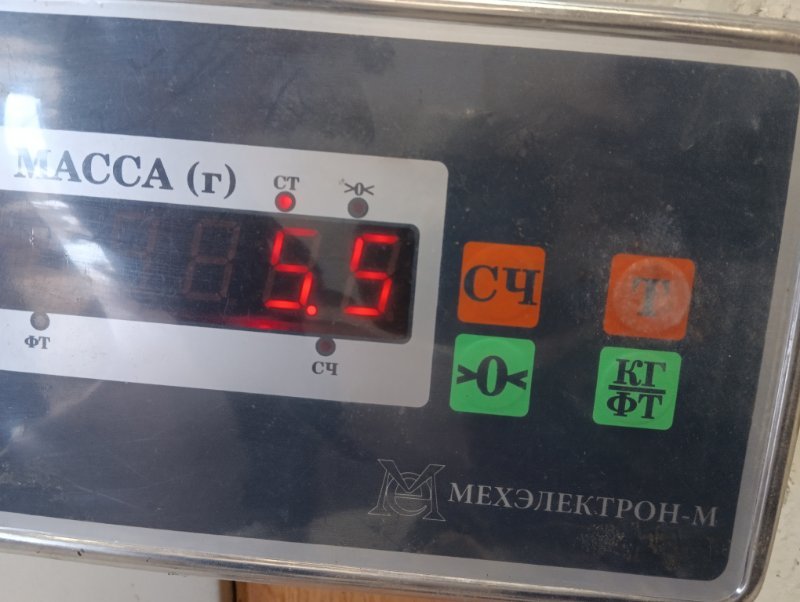 МАССА (г)
СТ
>0<
5.5
ФТ
СЧ
СЧ
Т
>0<
КГ
ФТ
МЕХЭЛЕКТРОН-М